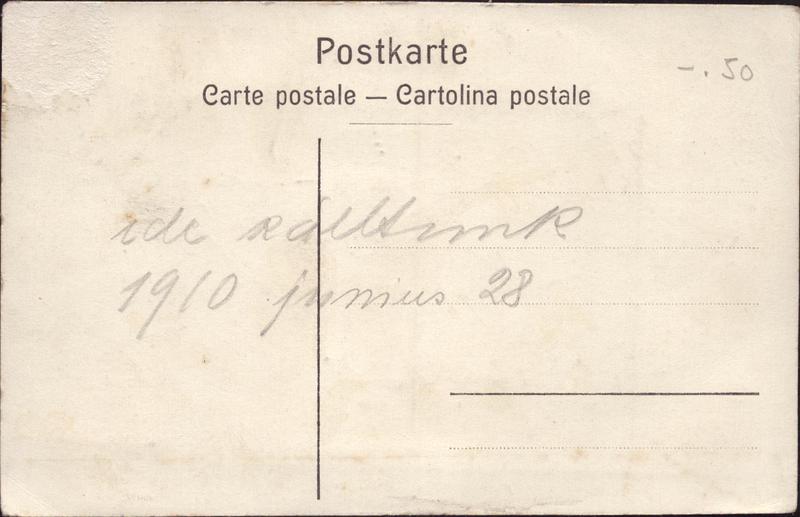 Postkarte
Carte postale — Cartolina postale
-.50
ide szálltunk
1910 junius 28